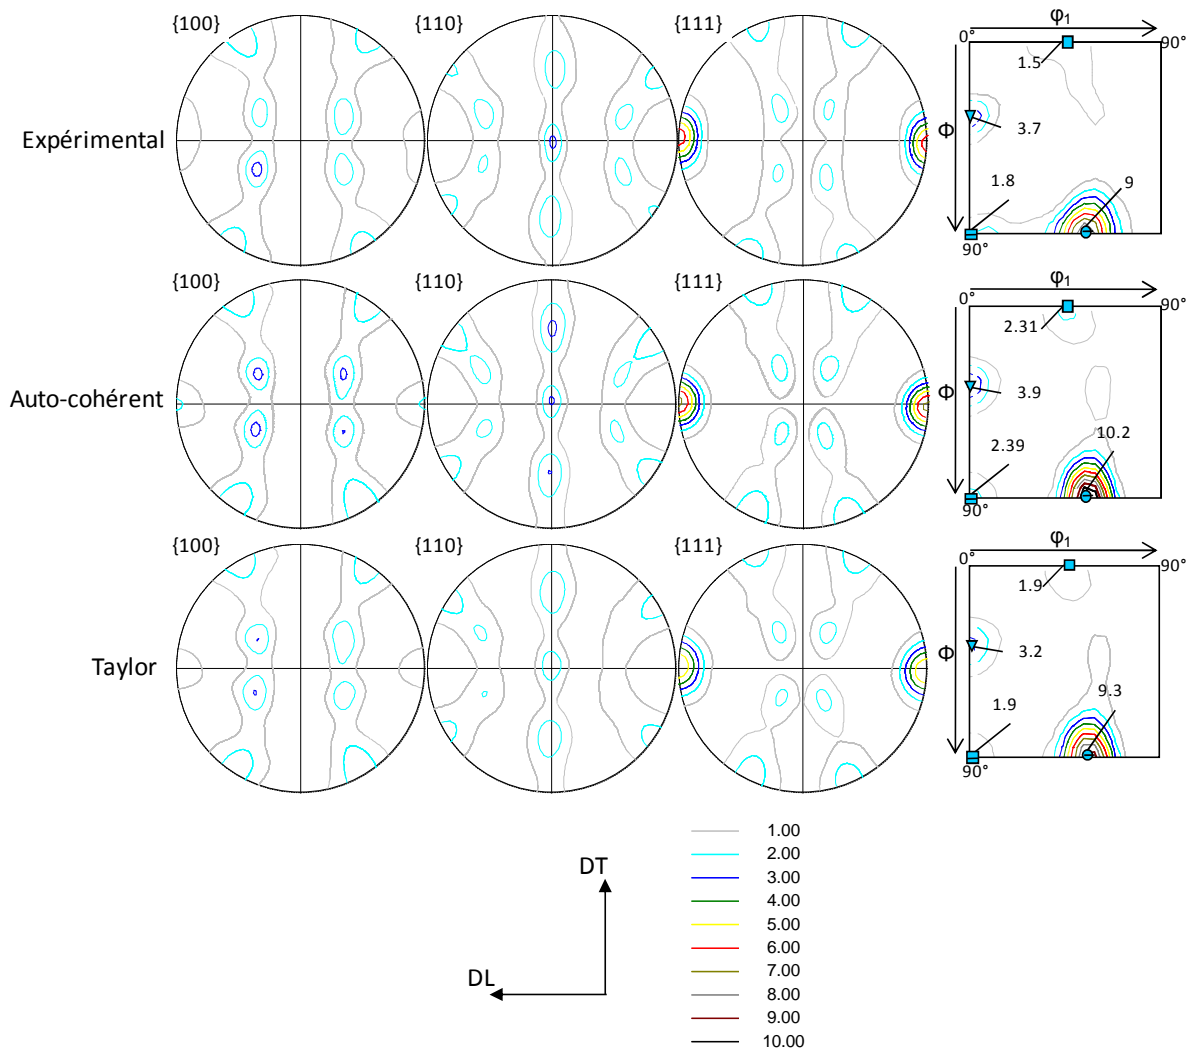 {100} {110} {111} φ1
0° 90°
1.5
Expérimental Φ 3.7
1.8 9
90°
{100} {110} {111} φ1
0° 90°
2.31
Auto-cohérent Φ 3.9
2.39 10.2
90°
{100} {110} {111} φ1
0° 90°
1.9
Taylor Φ 3.2
1.9 9.3
90°
1.00
2.00
DT 3.00
4.00
5.00
6.00
7.00
DL 8.00
9.00
10.00